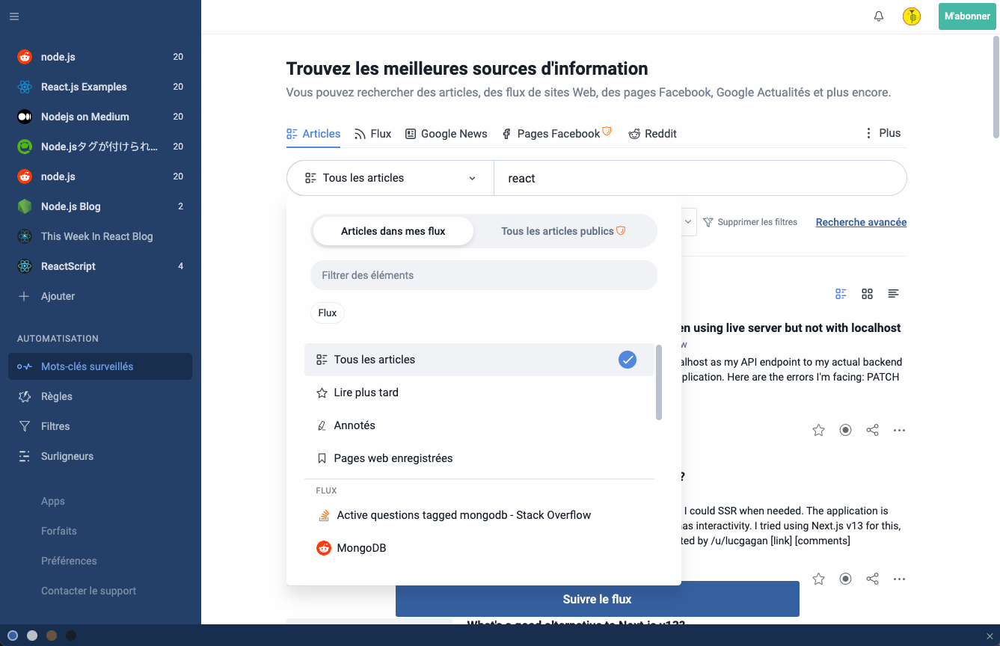 node.js 20
React.js Examples 20
Nodejs on Medium 20
Node.jsタグが付けられ... 20
node.js 20
Node.js Blog 2
This Week In React Blog
ReactScript 4
Ajouter
AUTOMATISATION
Mots-clés surveillés
Règles
Filtres
Surligneurs
Apps
Forfaits
Préférences
Contacter le support
M'abonner
Trouvez les meilleures sources d'information
Vous pouvez rechercher des articles, des flux de sites Web, des pages Facebook, Google Actualités et plus encore.
Articles Flux Google News Pages Facebook Reddit Plus
Tous les articles react
Articles dans mes flux Tous les articles publics
Supprimer les filtres Recherche avancée
Filtrer des éléments
Flux
Tous les articles
Lire plus tard
Annotés
Pages web enregistrées
FLUX
Active questions tagged mongodb - Stack Overflow
MongoDB
en using live server but not with localhost
w
alhost as my API endpoint to my actual backend
plication. Here are the errors I'm facing: PATCH
?
I could SSR when needed. The application is
as interactivity. I tried using Next.js v13 for this,
ted by /u/lucgagan [link] [comments]
Suivre le flux
What's a good alternative to Next.js v13?